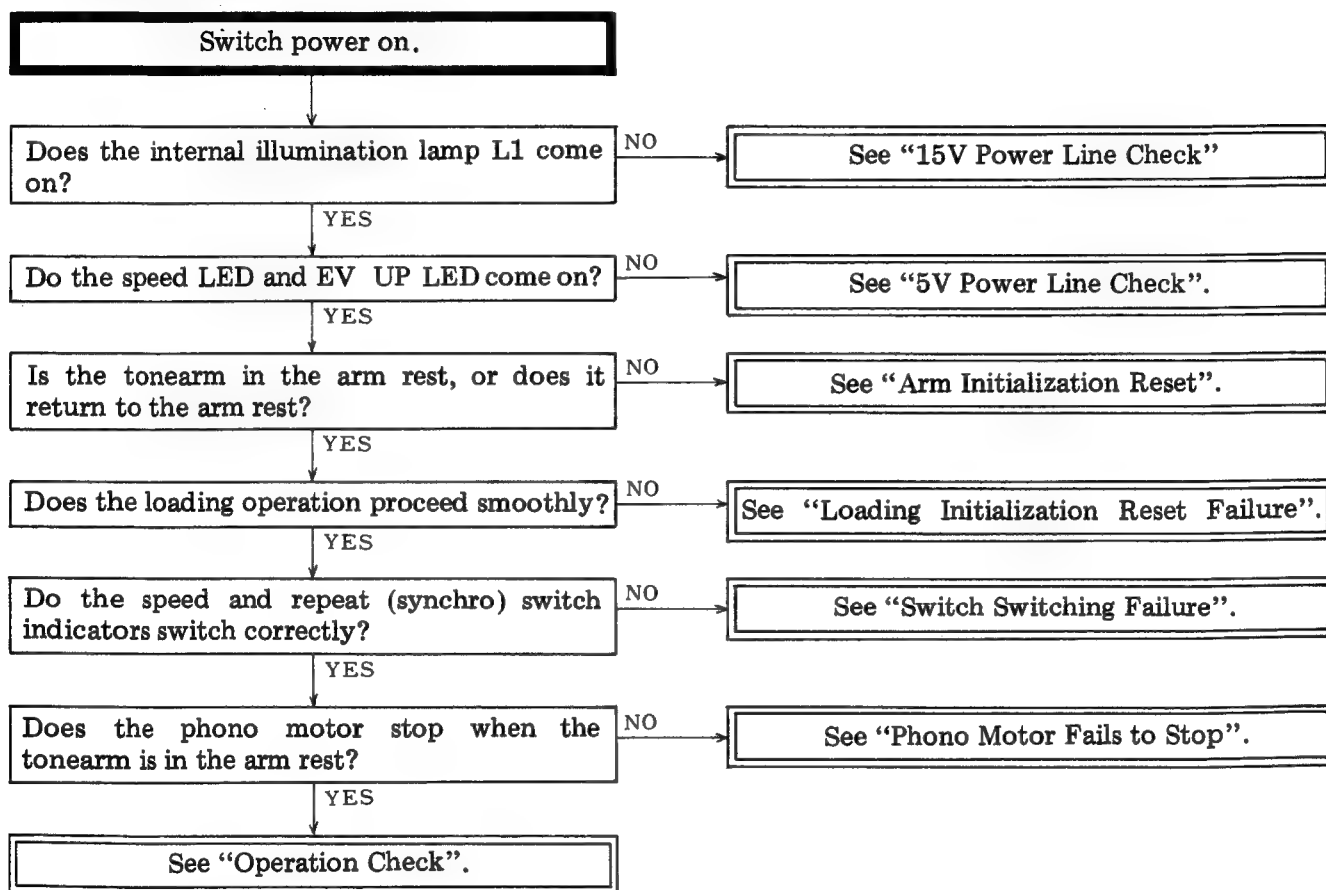 Switch power on.
Does the internal illumination lamp L1 come
on?
NO
See “15V Power Line Check”
YES
Do the speed LED and EV UP LED come on?
NO
See “5V Power Line Check”.
YES
Is the tonearm in the arm rest, or does it
return to the arm rest?
NO
See “Arm Initialization Reset”.
YES
Does the loading operation proceed smoothly?
NO
See “Loading Initialization Reset Failure”.
YES
Do the speed and repeat (synchro) switch
indicators switch correctly?
NO
See “Switch Switching Failure”.
YES
Does the phono motor stop when the
tonearm is in the arm rest?
NO
See “Phono Motor Fails to Stop”.
YES
See “Operation Check”.